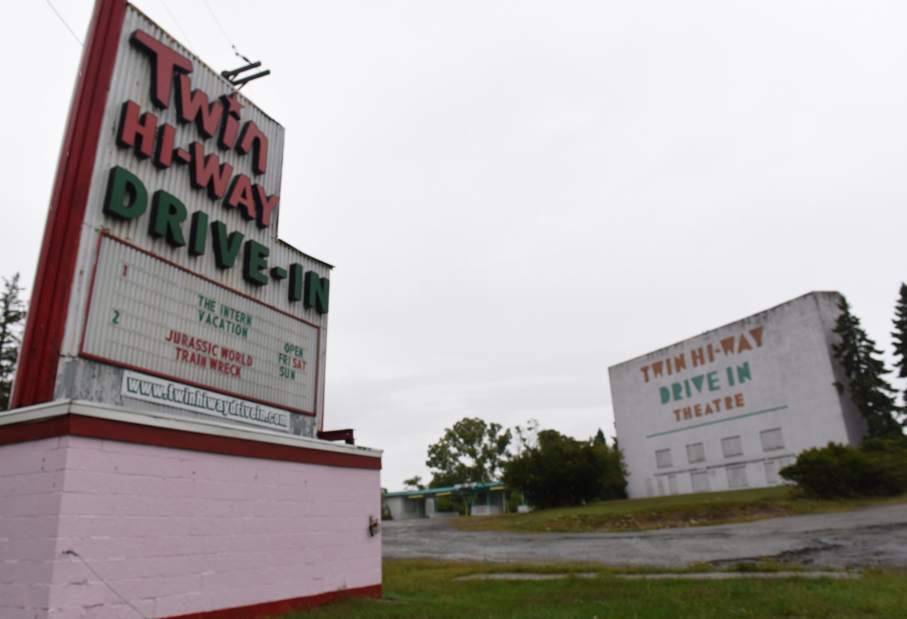 Twin
HI-WAY
DRIVE-IN
1
THE INTERN
VACATION
2
JURASSIC WORLD
TRAIN WRECK
OPEN
FRI SAT
SUN
www.twinhiwaydrivein.com
TWIN HI-WAY
DRIVE IN
THEATRE